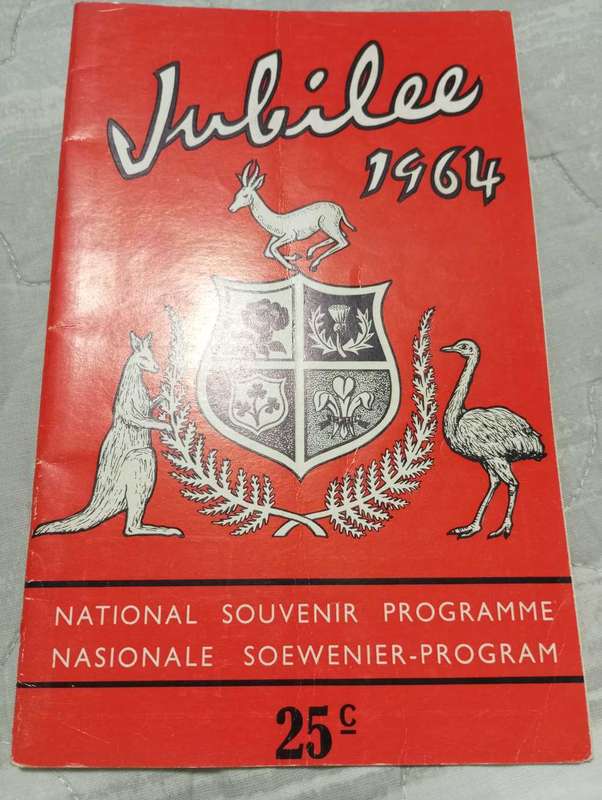 Jubilee
1964
NATIONAL SOUVENIR PROGRAMME
NASIONALE SOEWENIER-PROGRAM
25c